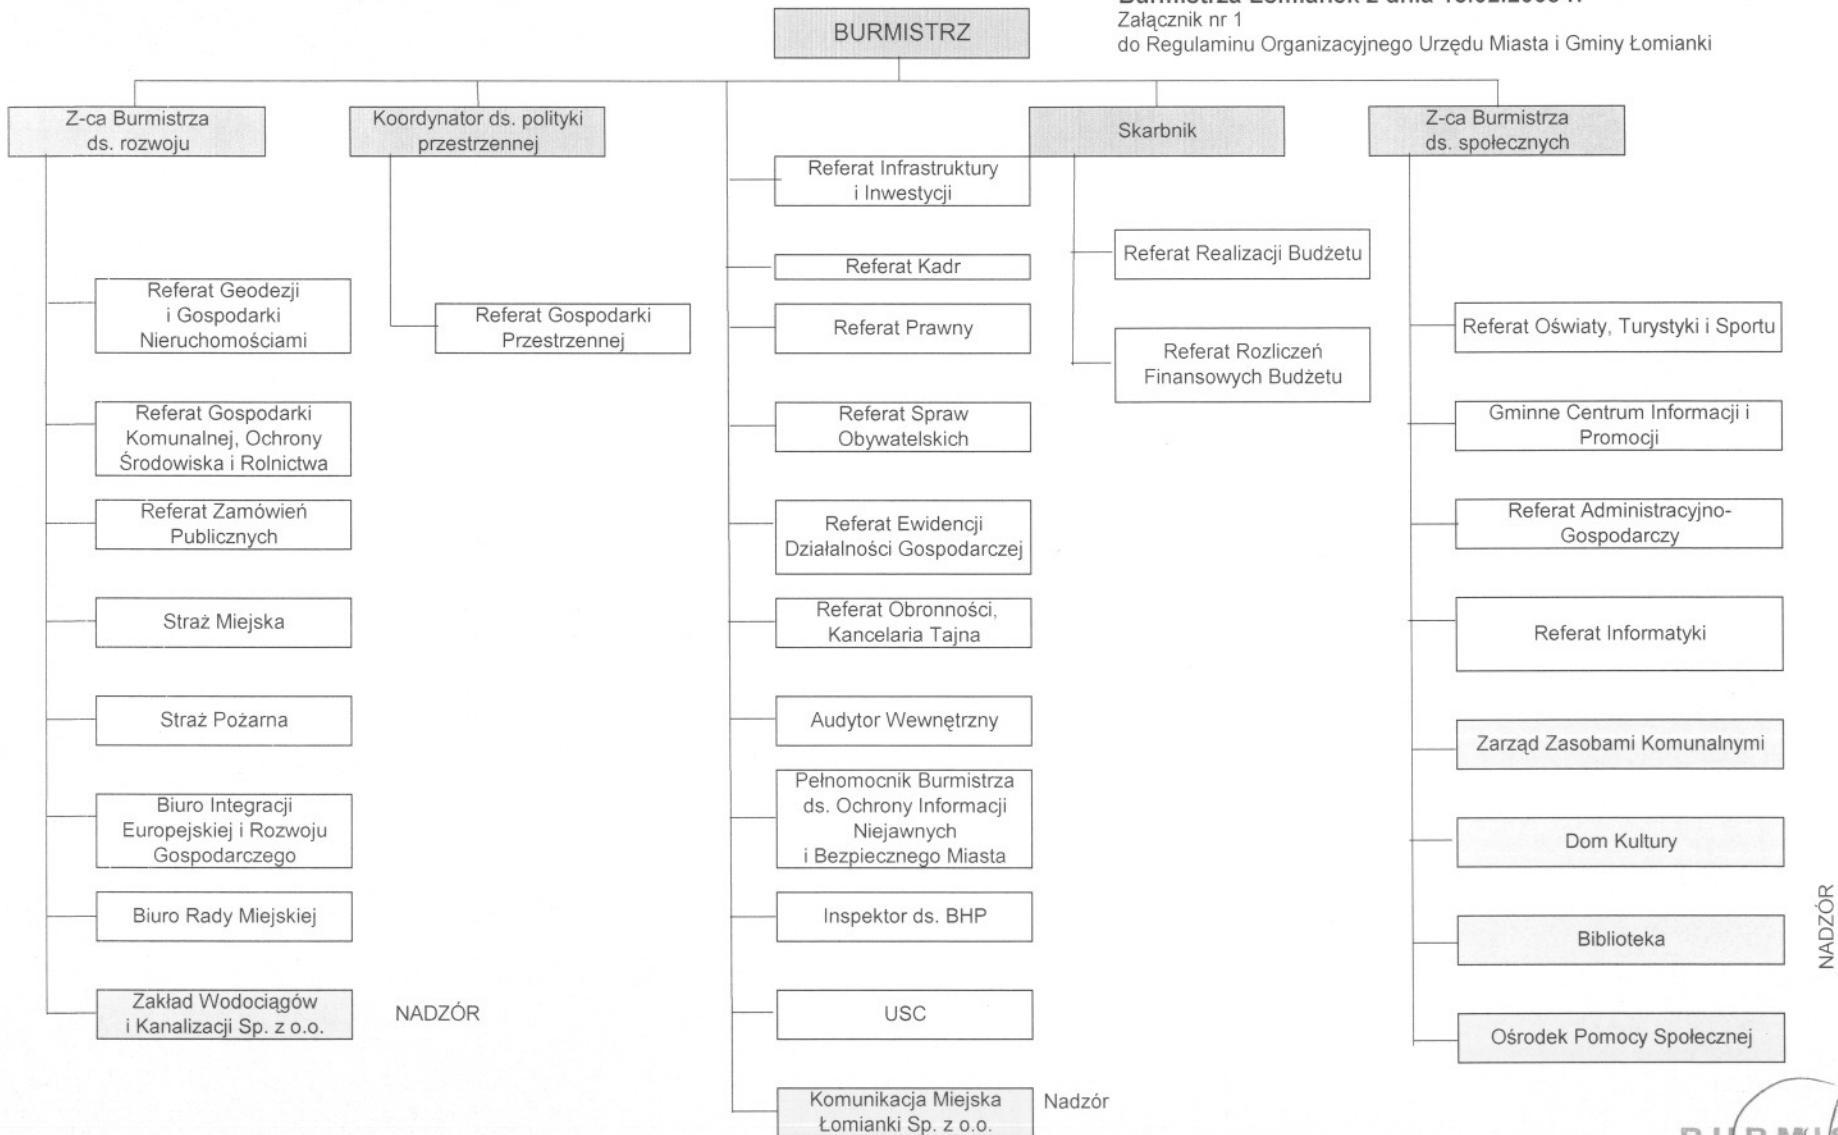 Załącznik nr 1
do Regulaminu Organizacyjnego Urzędu Miasta i Gminy Łomianki
BURMISTRZ
Z-ca Burmistrza
ds. rozwoju
Koordynator ds. polityki
przestrzennej
Skarbnik
Z-ca Burmistrza
ds. społecznych
Referat Geodezji
i Gospodarki
Nieruchomościami
Referat Gospodarki
Komunalnej, Ochrony
Środowiska i Rolnictwa
Referat Zamówień
Publicznych
Straż Miejska
Straż Pożarna
Biuro Integracji
Europejskiej i Rozwoju
Gospodarczego
Biuro Rady Miejskiej
Zakład Wodociągów
i Kanalizacji Sp. z o.o.
NADZÓR
Referat Gospodarki
Przestrzennej
Referat Infrastruktury
i Inwestycji
Referat Kadr
Referat Prawny
Referat Spraw
Obywatelskich
Referat Ewidencji
Działalności Gospodarczej
Referat Obronności,
Kancelaria Tajna
Audytor Wewnętrzny
Pełnomocnik Burmistrza
ds. Ochrony Informacji
Niejawnych
i Bezpiecznego Miasta
Inspektor ds. BHP
USC
Komunikacja Miejska
Łomianki Sp. z o.o.
Nadzór
Referat Realizacji Budżetu
Referat Rozliczeń
Finansowych Budżetu
Referat Oświaty, Turystyki i Sportu
Gminne Centrum Informacji i
Promocji
Referat Administracyjno-
Gospodarczy
Referat Informatyki
Zarząd Zasobami Komunalnymi
Dom Kultury
Biblioteka
Ośrodek Pomocy Społecznej
NADZÓR